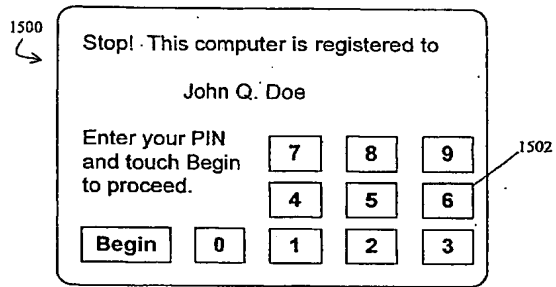 1500
Stop! This computer is registered to
John Q. Doe
Enter your PIN
and touch Begin
to proceed.
7 8 9
1502
4 5 6
Begin 0 1 2 3